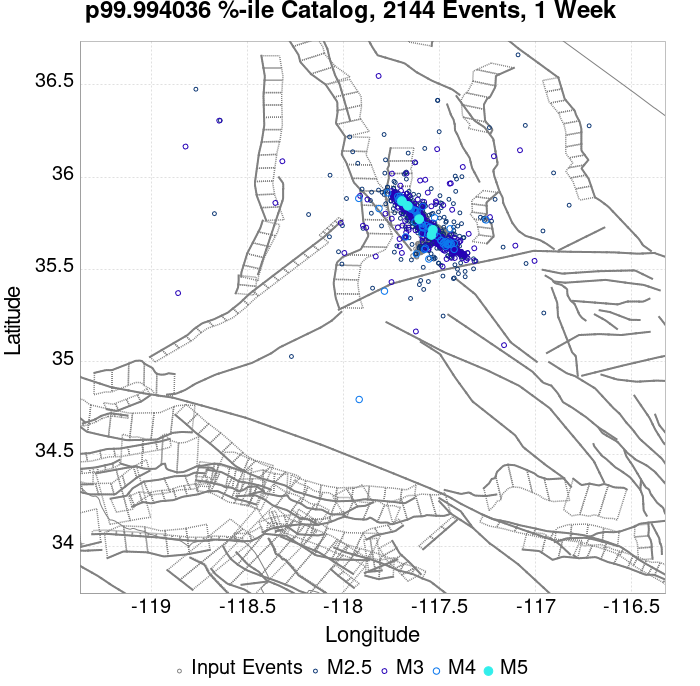 p99.994036 %-ile Catalog, 2144 Events, 1 Week
36.5
36
35.5
35
34.5
34
Latitude
-119 -118.5 -118 -117.5 -117 -116.5
Longitude
Input Events M2.5 M3 M4 M5